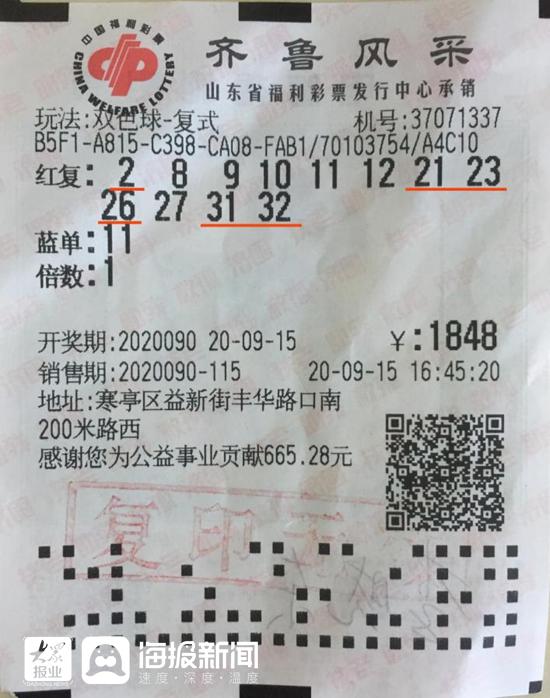 中国福利彩票
CHINA WELFARE LOTTERY
齐鲁风采
山东省福利彩票发行中心承销
玩法:双色球-复式 机号:37071337
B5F1-A815-C398-CA08-FAB1/70103754/A4C10
红复: 2 8 9 10 11 12 21 23
26 27 31 32
蓝单:11
倍数:1
开奖期:2020090 20-09-15 ¥:1848
销售期:2020090-115 20-09-15 16:45:20
地址:寒亭区益新街丰华路口南
200米路西
感谢您为公益事业贡献665.28元
复印无
大众报业 海报新闻
速度·深度·温度